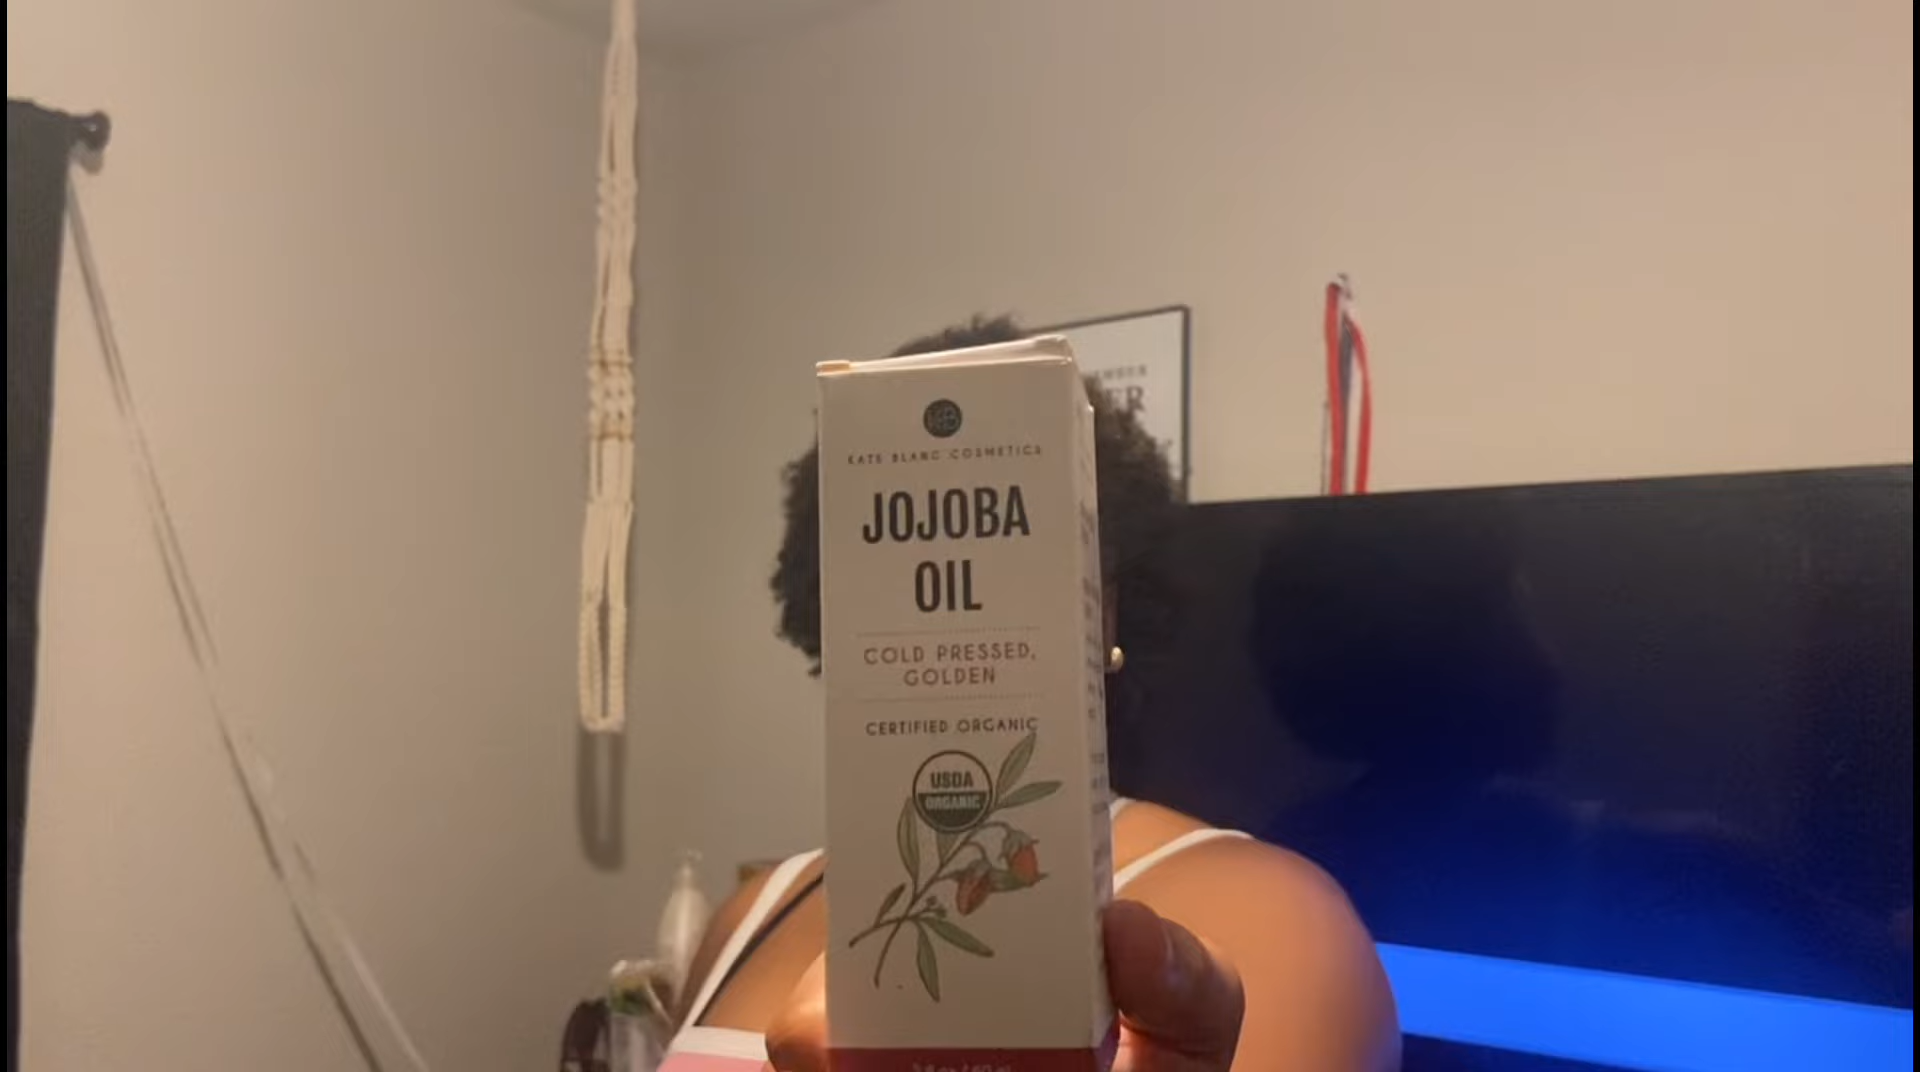 KATE BLANC COSMETICS
JOJOBA
OIL
COLD PRESSED,
GOLDEN
CERTIFIED ORGANIC
USDA
ORGANIC